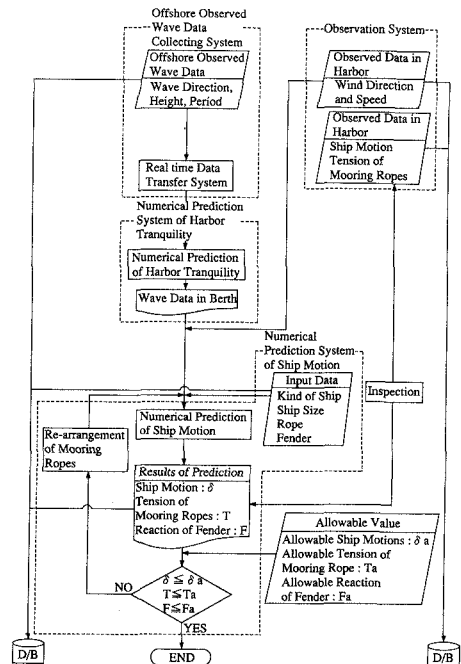 Offshore Observed
Wave Data
Collecting System
Offshore Observed
Wave Data
Wave Direction,
Height, Period
Real time Data
Transfer System
Observation System
Observed Data in
Harbor
Wind Direction
and Speed
Observed Data in
Harbor
Ship Motion
Tension of
Mooring Ropes
Numerical Prediction
System of Harbor
Tranquility
Numerical Prediction
of Harbor Tranquility
Wave Data in Berth
Numerical
Prediction System
of Ship Motion
Input Data
Kind of Ship
Ship Size
Rope
Fender
Inspection
Re-arrangement
of Mooring
Ropes
Numerical Prediction
of Ship Motion
Results of Prediction
Ship Motion : δ
Tension of
Mooring Ropes : T
Reaction of Fender : F
Allowable Value
Allowable Ship Motions : δ a
Allowable Tension of
Mooring Rope : Ta
Allowable Reaction
of Fender : Fa
NO
δ ≦ δ a
T≦Ta
F≦Fa
YES
D/B
END
D/B